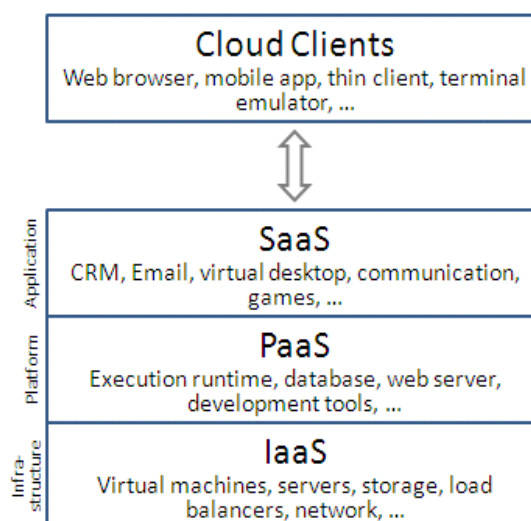 Cloud Clients
Web browser, mobile app, thin client, terminal
emulator, ...
Application
SaaS
CRM, Email, virtual desktop, communication,
games, ...
Platform
PaaS
Execution runtime, database, web server,
development tools, ...
Infra-
structure
IaaS
Virtual machines, servers, storage, load
balancers, network, ...